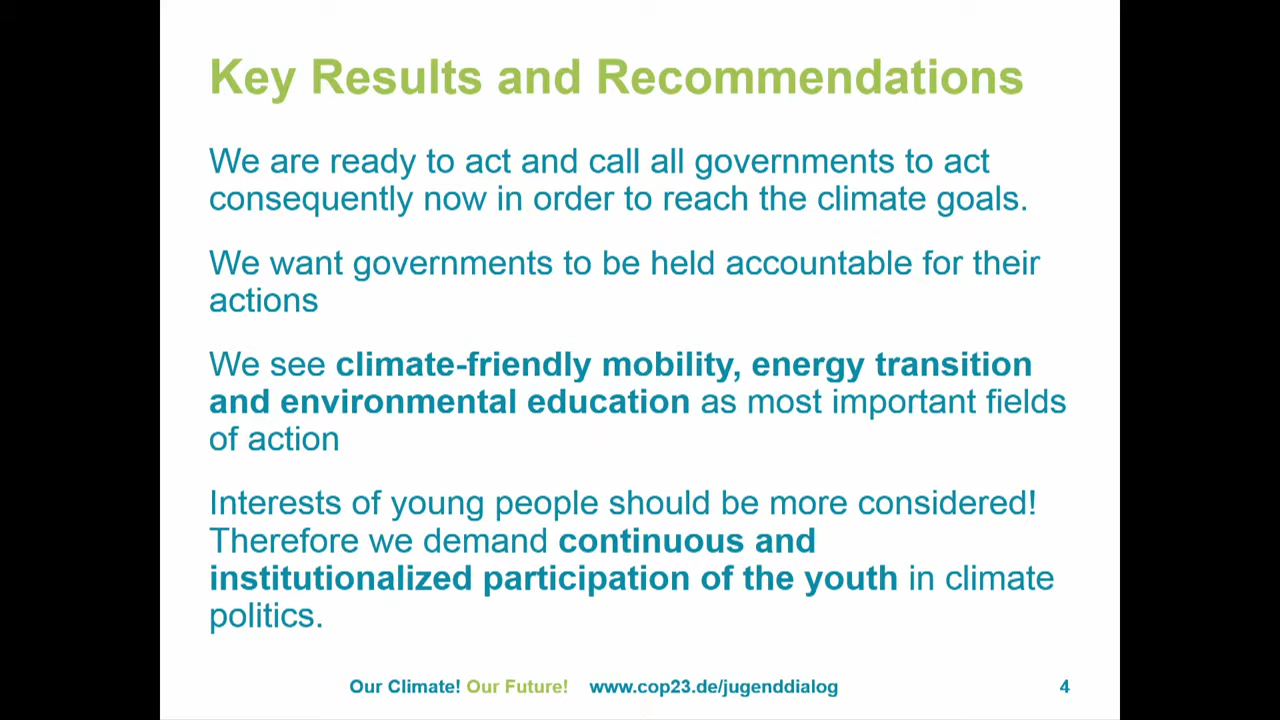 Key Results and Recommendations
We are ready to act and call all governments to act
consequently now in order to reach the climate goals.
We want governments to be held accountable for their
actions
We see climate-friendly mobility, energy transition
and environmental education as most important fields
of action
Interests of young people should be more considered!
Therefore we demand continuous and
institutionalized participation of the youth in climate
politics.
Our Climate! Our Future! www.cop23.de/jugenddialog 4